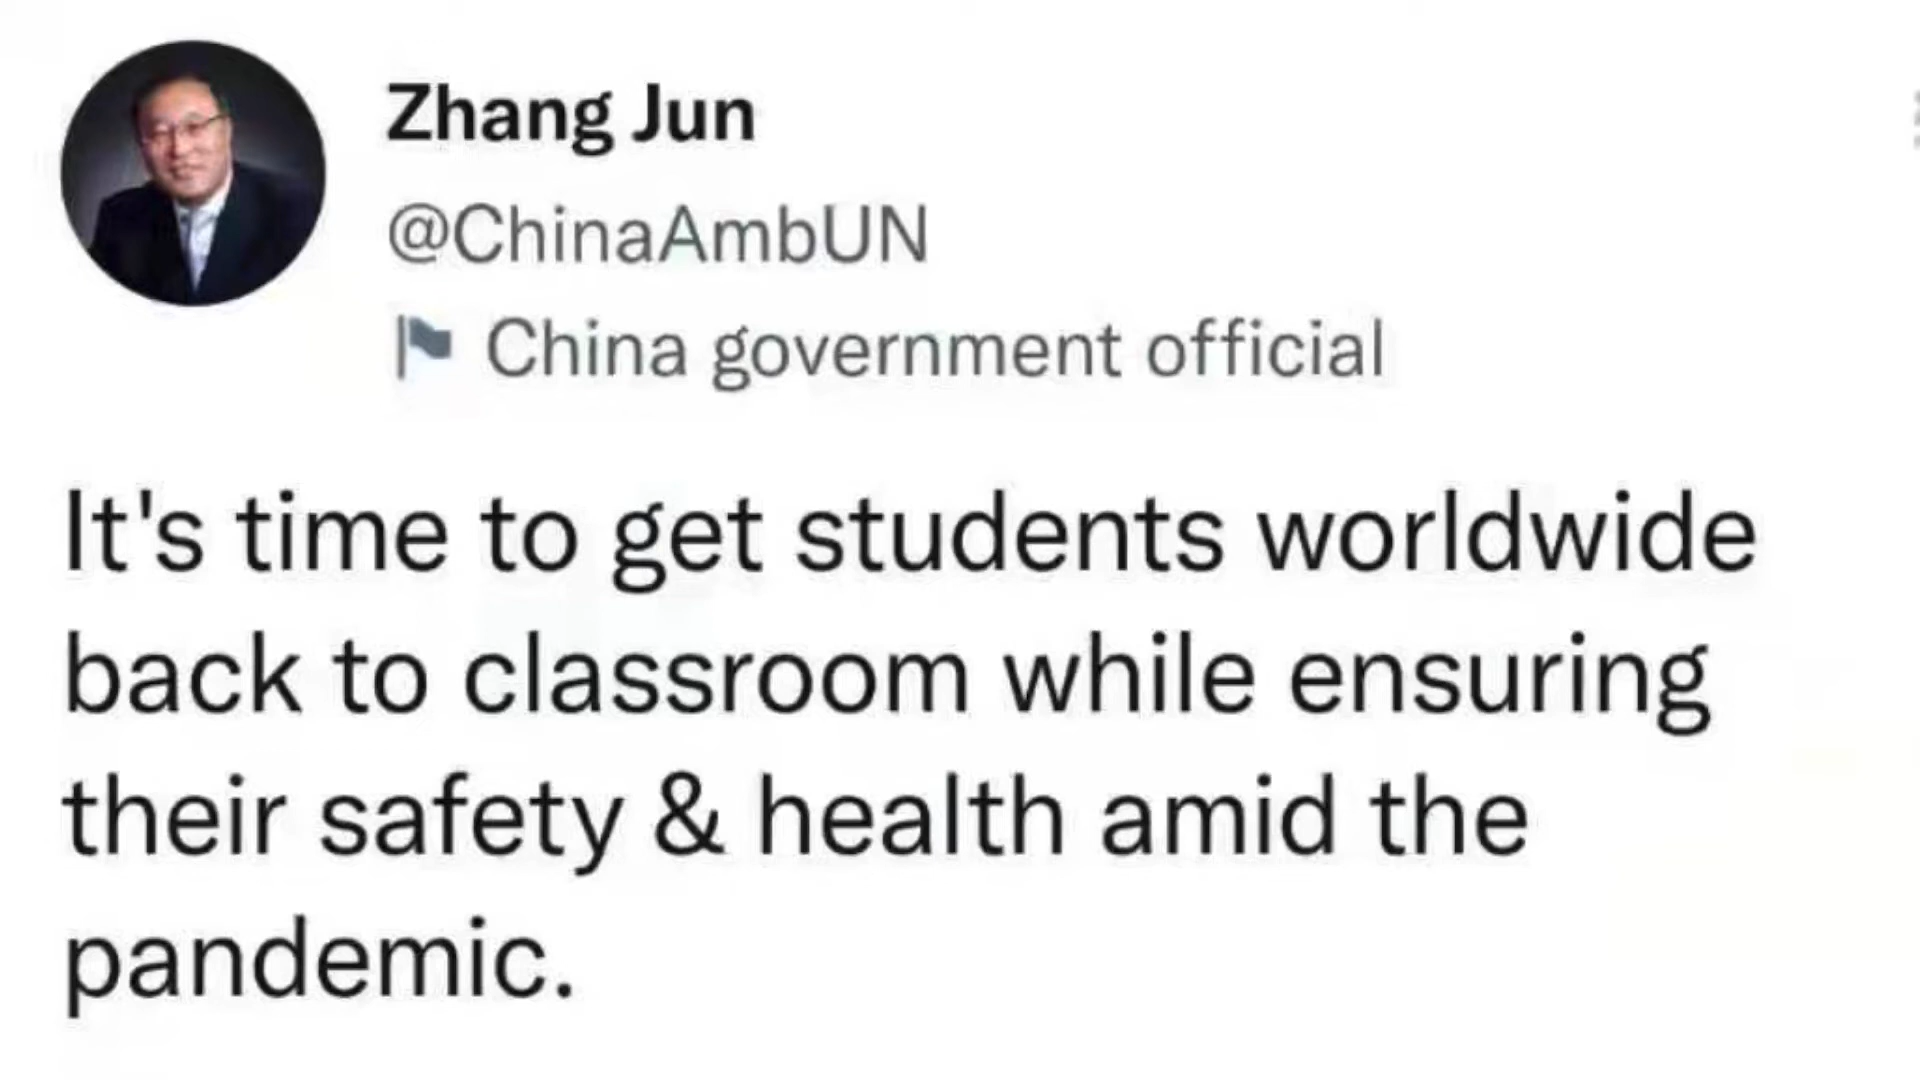 Zhang Jun
@ChinaAmbUN
China government official
It's time to get students worldwide
back to classroom while ensuring
their safety & health amid the
pandemic.